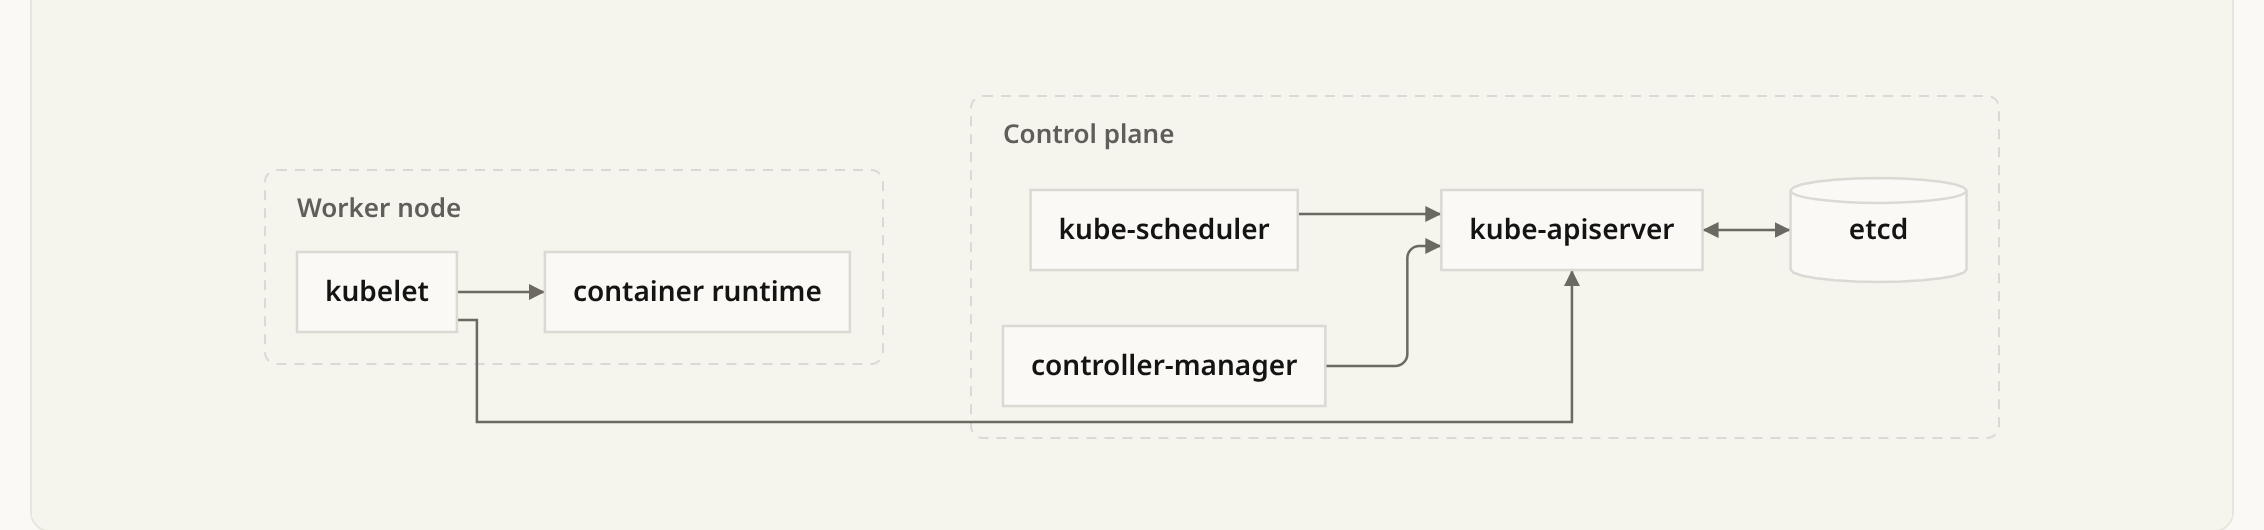 Control plane
Worker node
kube-scheduler
kube-apiserver
etcd
kubelet
container runtime
controller-manager